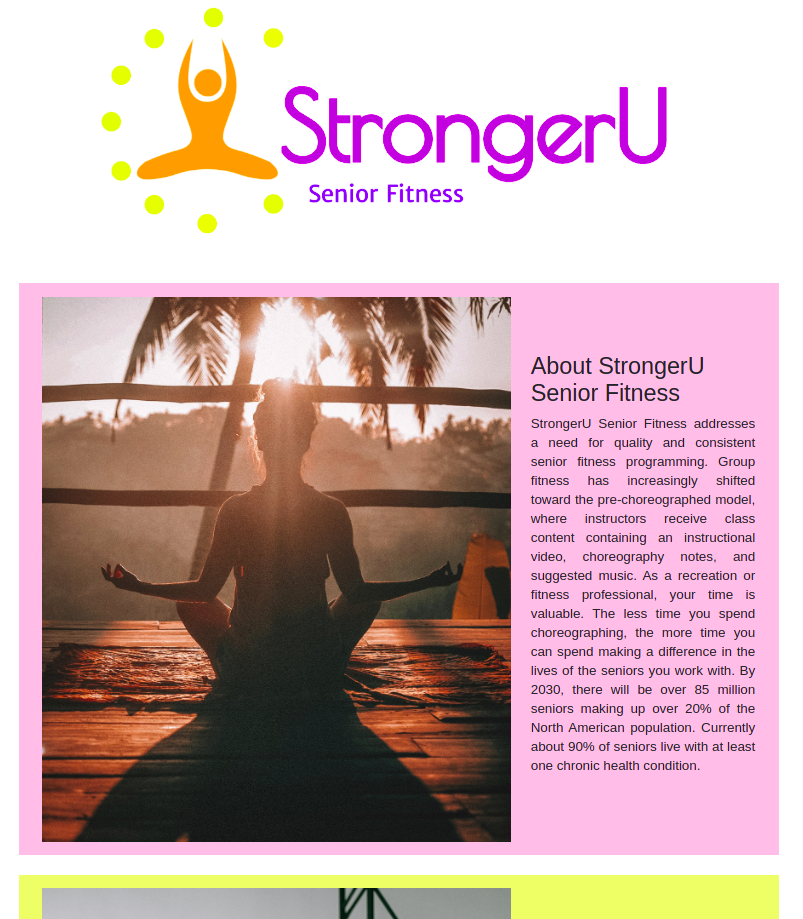 StrongerU
Senior Fitness
About StrongerU
Senior Fitness
StrongerU Senior Fitness addresses
a need for quality and consistent
senior fitness programming. Group
fitness has increasingly shifted
toward the pre-choreographed model,
where instructors receive class
content containing an instructional
video, choreography notes, and
suggested music. As a recreation or
fitness professional, your time is
valuable. The less time you spend
choreographing, the more time you
can spend making a difference in the
lives of the seniors you work with. By
2030, there will be over 85 million
seniors making up over 20% of the
North American population. Currently
about 90% of seniors live with at least
one chronic health condition.